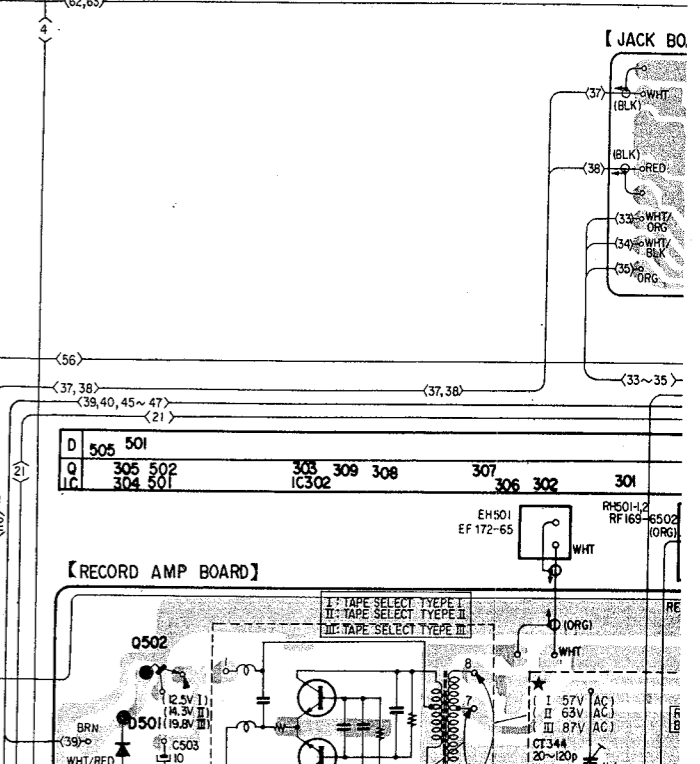 (62,63)
4
【 JACK BO
(37)
WHT
(BLK)
(BLK)
(38)
RED
(33)
WHT/
ORG
(34)
WHT/
BLK
(35)
ORG
(56)
(37,38)
(37,38)
(33~35)
(39,40,45~47)
(21)
D 505 501
21
Q 305 502 303 309 308 307
IC 304 501 IC302 306 302 301
EH501
EF172-65
RH501-1,2
RF169-6502
(ORG)
WHT
【RECORD AMP BOARD】
I : TAPE SELECT TYEPE I
II : TAPE SELECT TYEPE II
III : TAPE SELECT TYEPE III
RE
(ORG)
Q502
WHT
8
(12.5V I)
(14.3V II)
(19.8V III)
7
★
( I 57V AC)
( II 63V AC)
( III 87V AC)
D501
BRN
(39)
WHT/RED
C503
10
CT344
20~120p